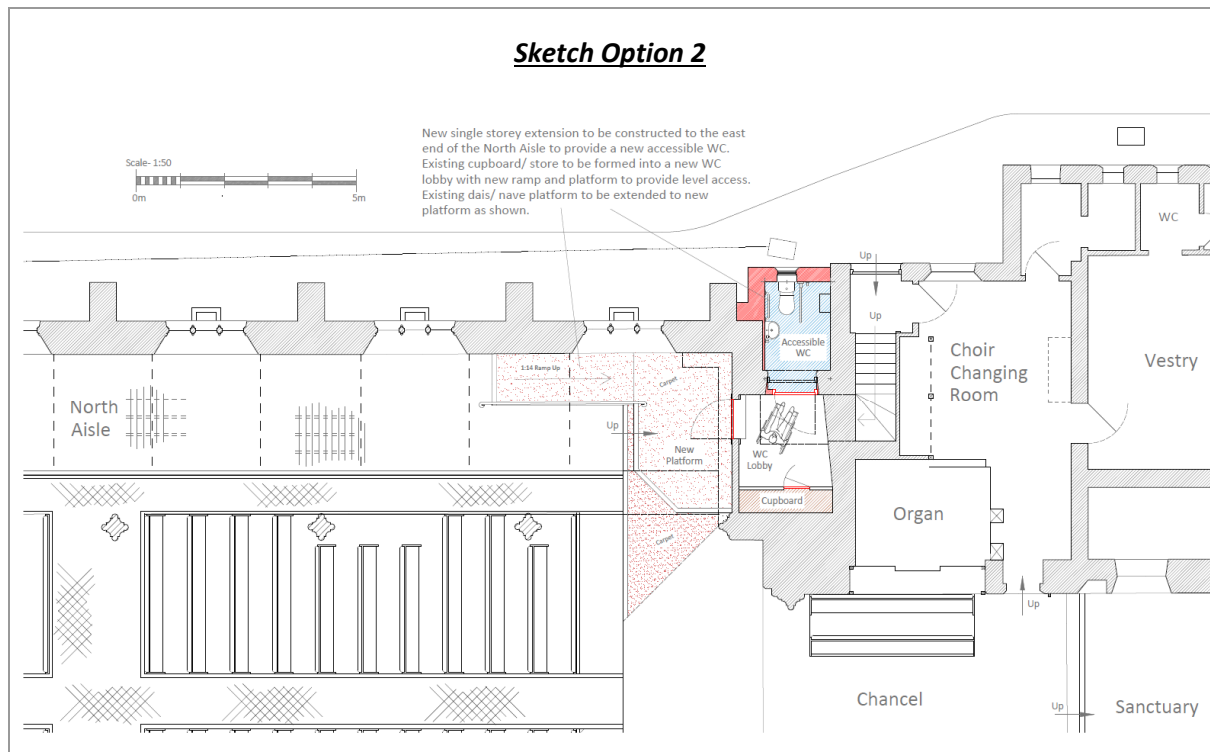 Sketch Option 2
New single storey extension to be constructed to the east
end of the North Aisle to provide a new accessible WC.
Existing cupboard/ store to be formed into a new WC
lobby with new ramp and platform to provide level access.
Existing dais/ nave platform to be extended to new
platform as shown.
Scale- 1:50
0m
5m
WC
Up
Up
Accessible
WC
Choir
Changing
Room
Vestry
1:14 Ramp Up
Carpet
North
Aisle
Up
New
Platform
WC
Lobby
Cupboard
Organ
Carpet
Up
Chancel
Up
Sanctuary